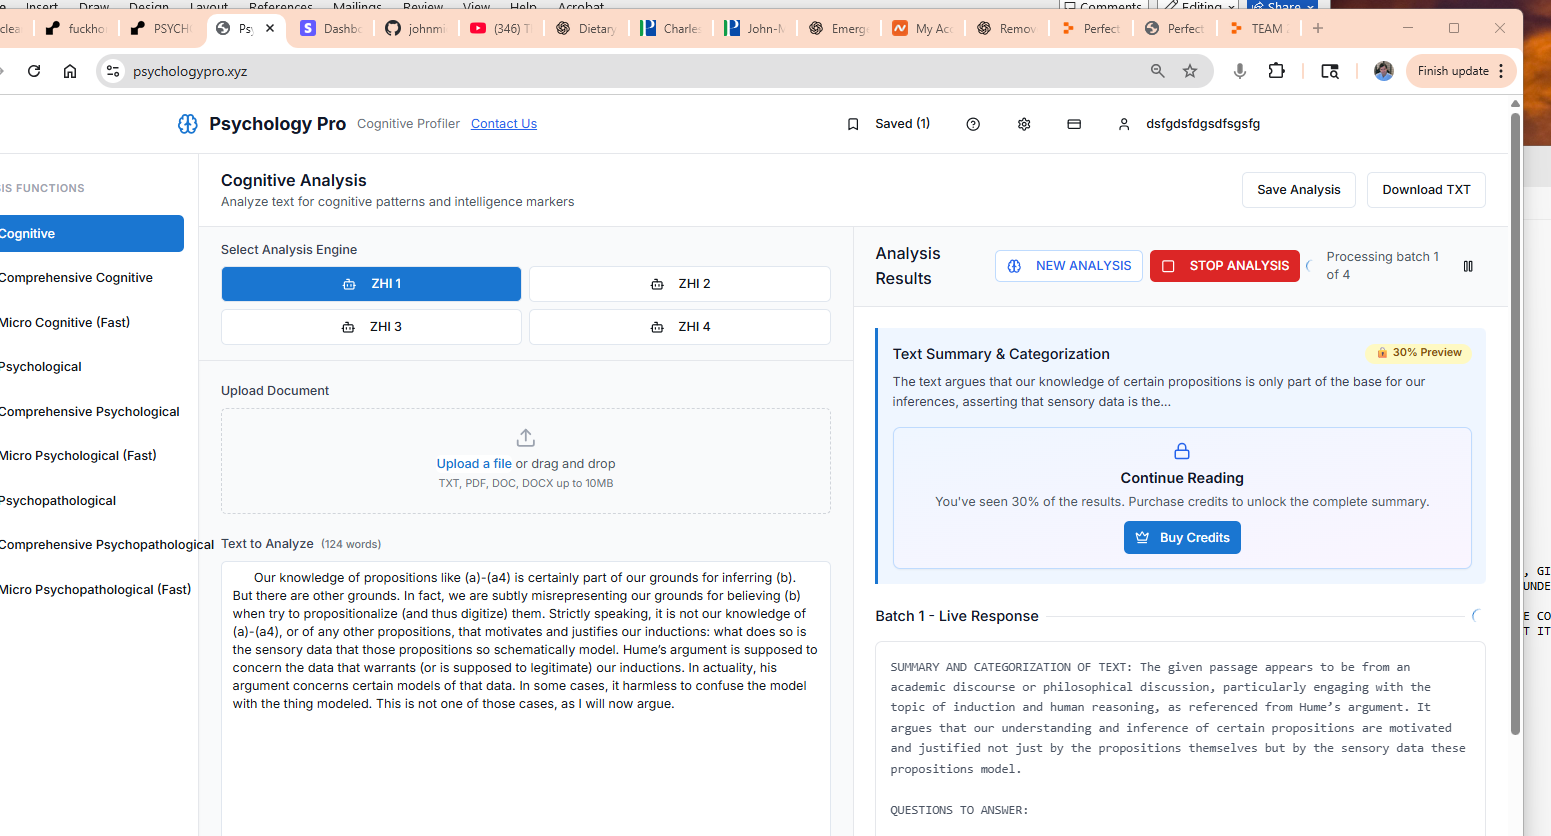 Insert Draw Design Layout References Mailings Review View Help Acrobat
Comments Editing Share
clea fuckho PSYCH Psy Dashb johnmi (346) T Dietary Charle John-M Emerg My Acc Remov Perfect Perfect TEAM
psychologypro.xyz
Finish update
Psychology Pro Cognitive Profiler Contact Us
Saved (1)
dsfgdsfdgsdfsgsfg
SIS FUNCTIONS
Cognitive
Comprehensive Cognitive
Micro Cognitive (Fast)
Psychological
Comprehensive Psychological
Micro Psychological (Fast)
Psychopathological
Comprehensive Psychopathological
Micro Psychopathological (Fast)
Cognitive Analysis
Analyze text for cognitive patterns and intelligence markers
Save Analysis
Download TXT
Select Analysis Engine
ZHI 1
ZHI 2
ZHI 3
ZHI 4
Upload Document
Upload a file or drag and drop
TXT, PDF, DOC, DOCX up to 10MB
Text to Analyze (124 words)
Our knowledge of propositions like (a)-(a4) is certainly part of our grounds for inferring (b).
But there are other grounds. In fact, we are subtly misrepresenting our grounds for believing (b)
when try to propositionalize (and thus digitize) them. Strictly speaking, it is not our knowledge of
(a)-(a4), or of any other propositions, that motivates and justifies our inductions: what does so is
the sensory data that those propositions so schematically model. Hume's argument is supposed to
concern the data that warrants (or is supposed to legitimate) our inductions. In actuality, his
argument concerns certain models of that data. In some cases, it harmless to confuse the model
with the thing modeled. This is not one of those cases, as I will now argue.
Analysis
Results
NEW ANALYSIS
STOP ANALYSIS
Processing batch 1
of 4
Text Summary & Categorization
30% Preview
The text argues that our knowledge of certain propositions is only part of the base for our
inferences, asserting that sensory data is the...
Continue Reading
You've seen 30% of the results. Purchase credits to unlock the complete summary.
Buy Credits
Batch 1 - Live Response
SUMMARY AND CATEGORIZATION OF TEXT: The given passage appears to be from an
academic discourse or philosophical discussion, particularly engaging with the
topic of induction and human reasoning, as referenced from Hume's argument. It
argues that our understanding and inference of certain propositions are motivated
and justified not just by the propositions themselves but by the sensory data these
propositions model.
QUESTIONS TO ANSWER:
, GI
UNDE
E CO
T IT